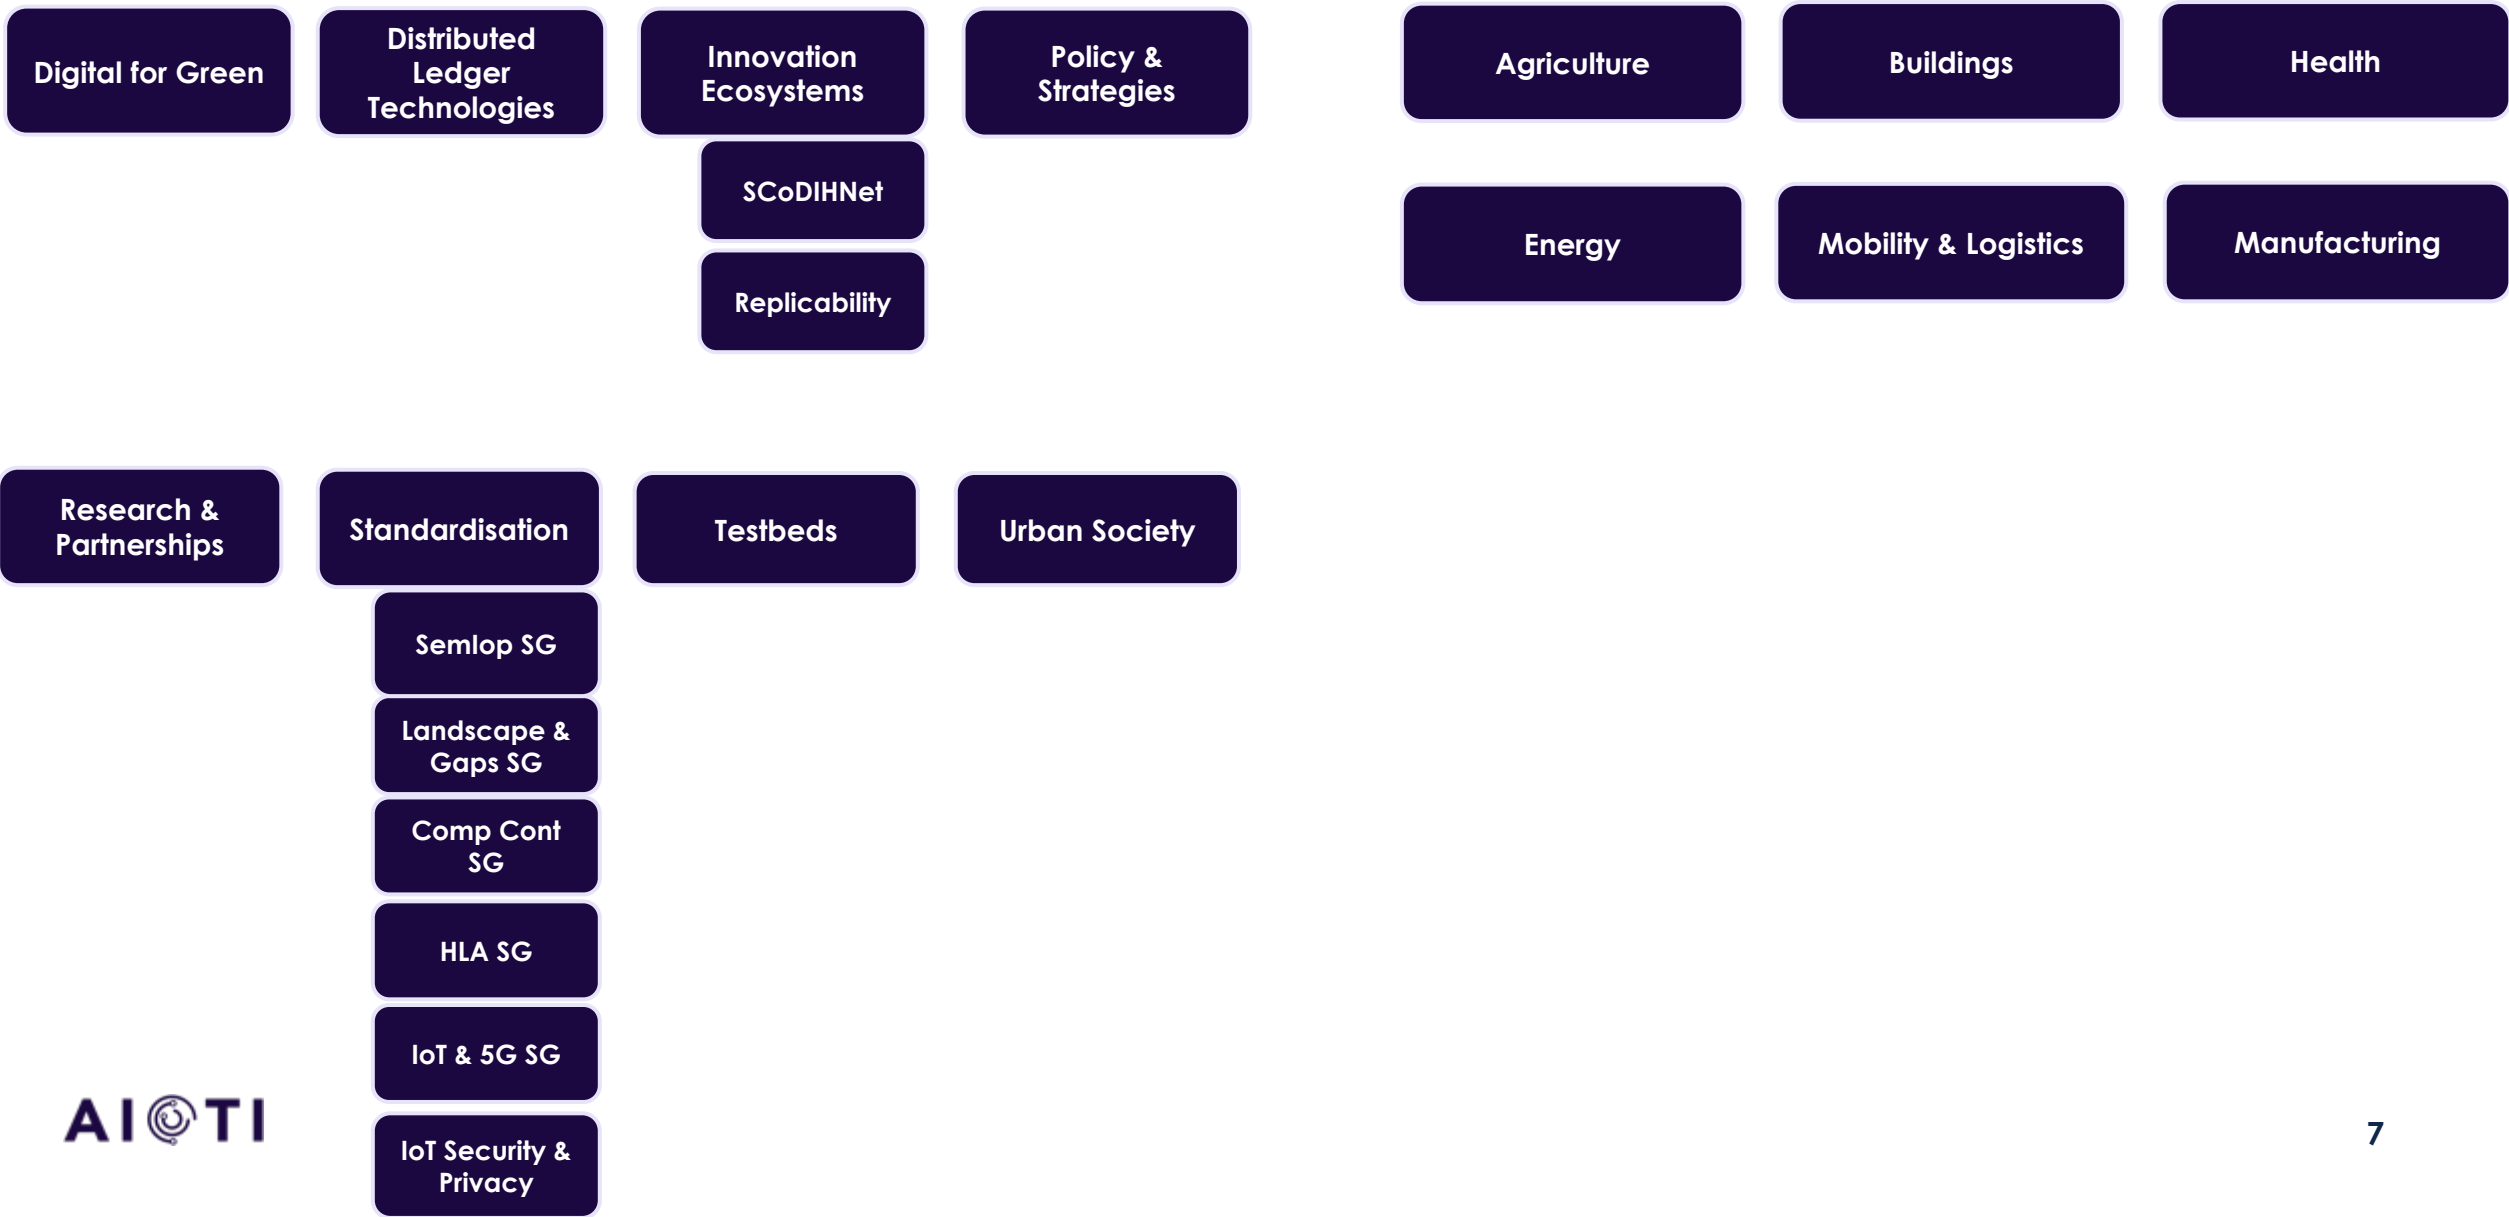 Digital for Green
Distributed
Ledger
Technologies
Innovation
Ecosystems
Policy &
Strategies
SCoDIHNet
Replicability
Agriculture
Buildings
Health
Energy
Mobility & Logistics
Manufacturing
Research &
Partnerships
Standardisation
Testbeds
Urban Society
SemIop SG
Landscape &
Gaps SG
Comp Cont
SG
HLA SG
IoT & 5G SG
IoT Security &
Privacy
AIOTI
7